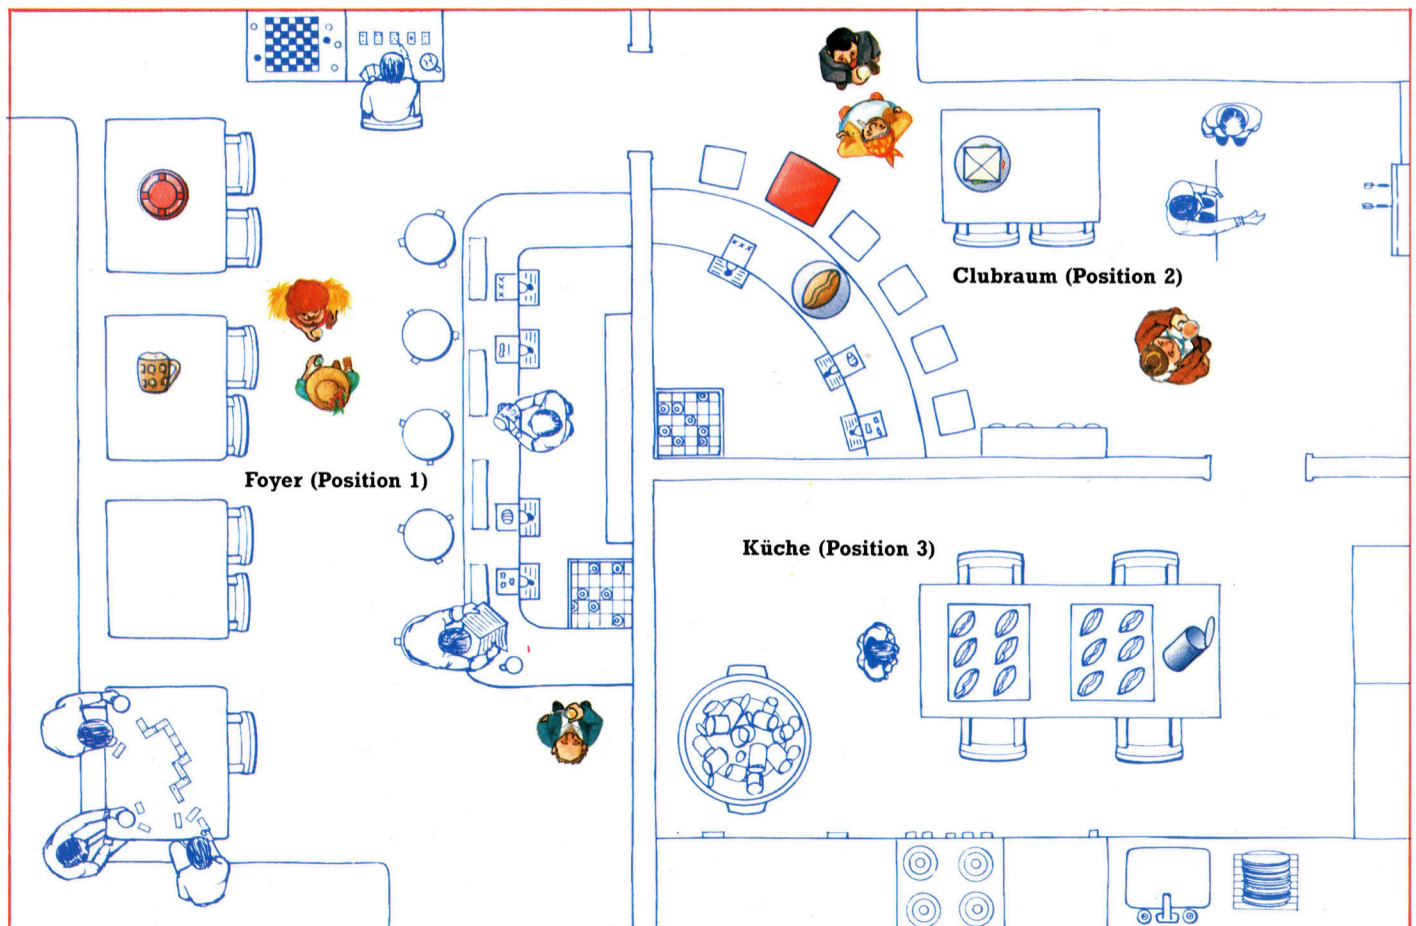 Clubraum (Position 2)
Foyer (Position 1)
Küche (Position 3)